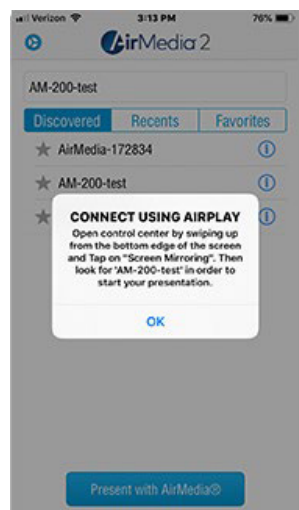 Verizon 3:13 PM 76%
AirMedia 2
AM-200-test
Discovered Recents Favorites
AirMedia-172834
AM-200-test
CONNECT USING AIRPLAY
Open control center by swiping up
from the bottom edge of the screen
and Tap on "Screen Mirroring". Then
look for 'AM-200-test' in order to
start your presentation.
OK
Present with AirMedia®